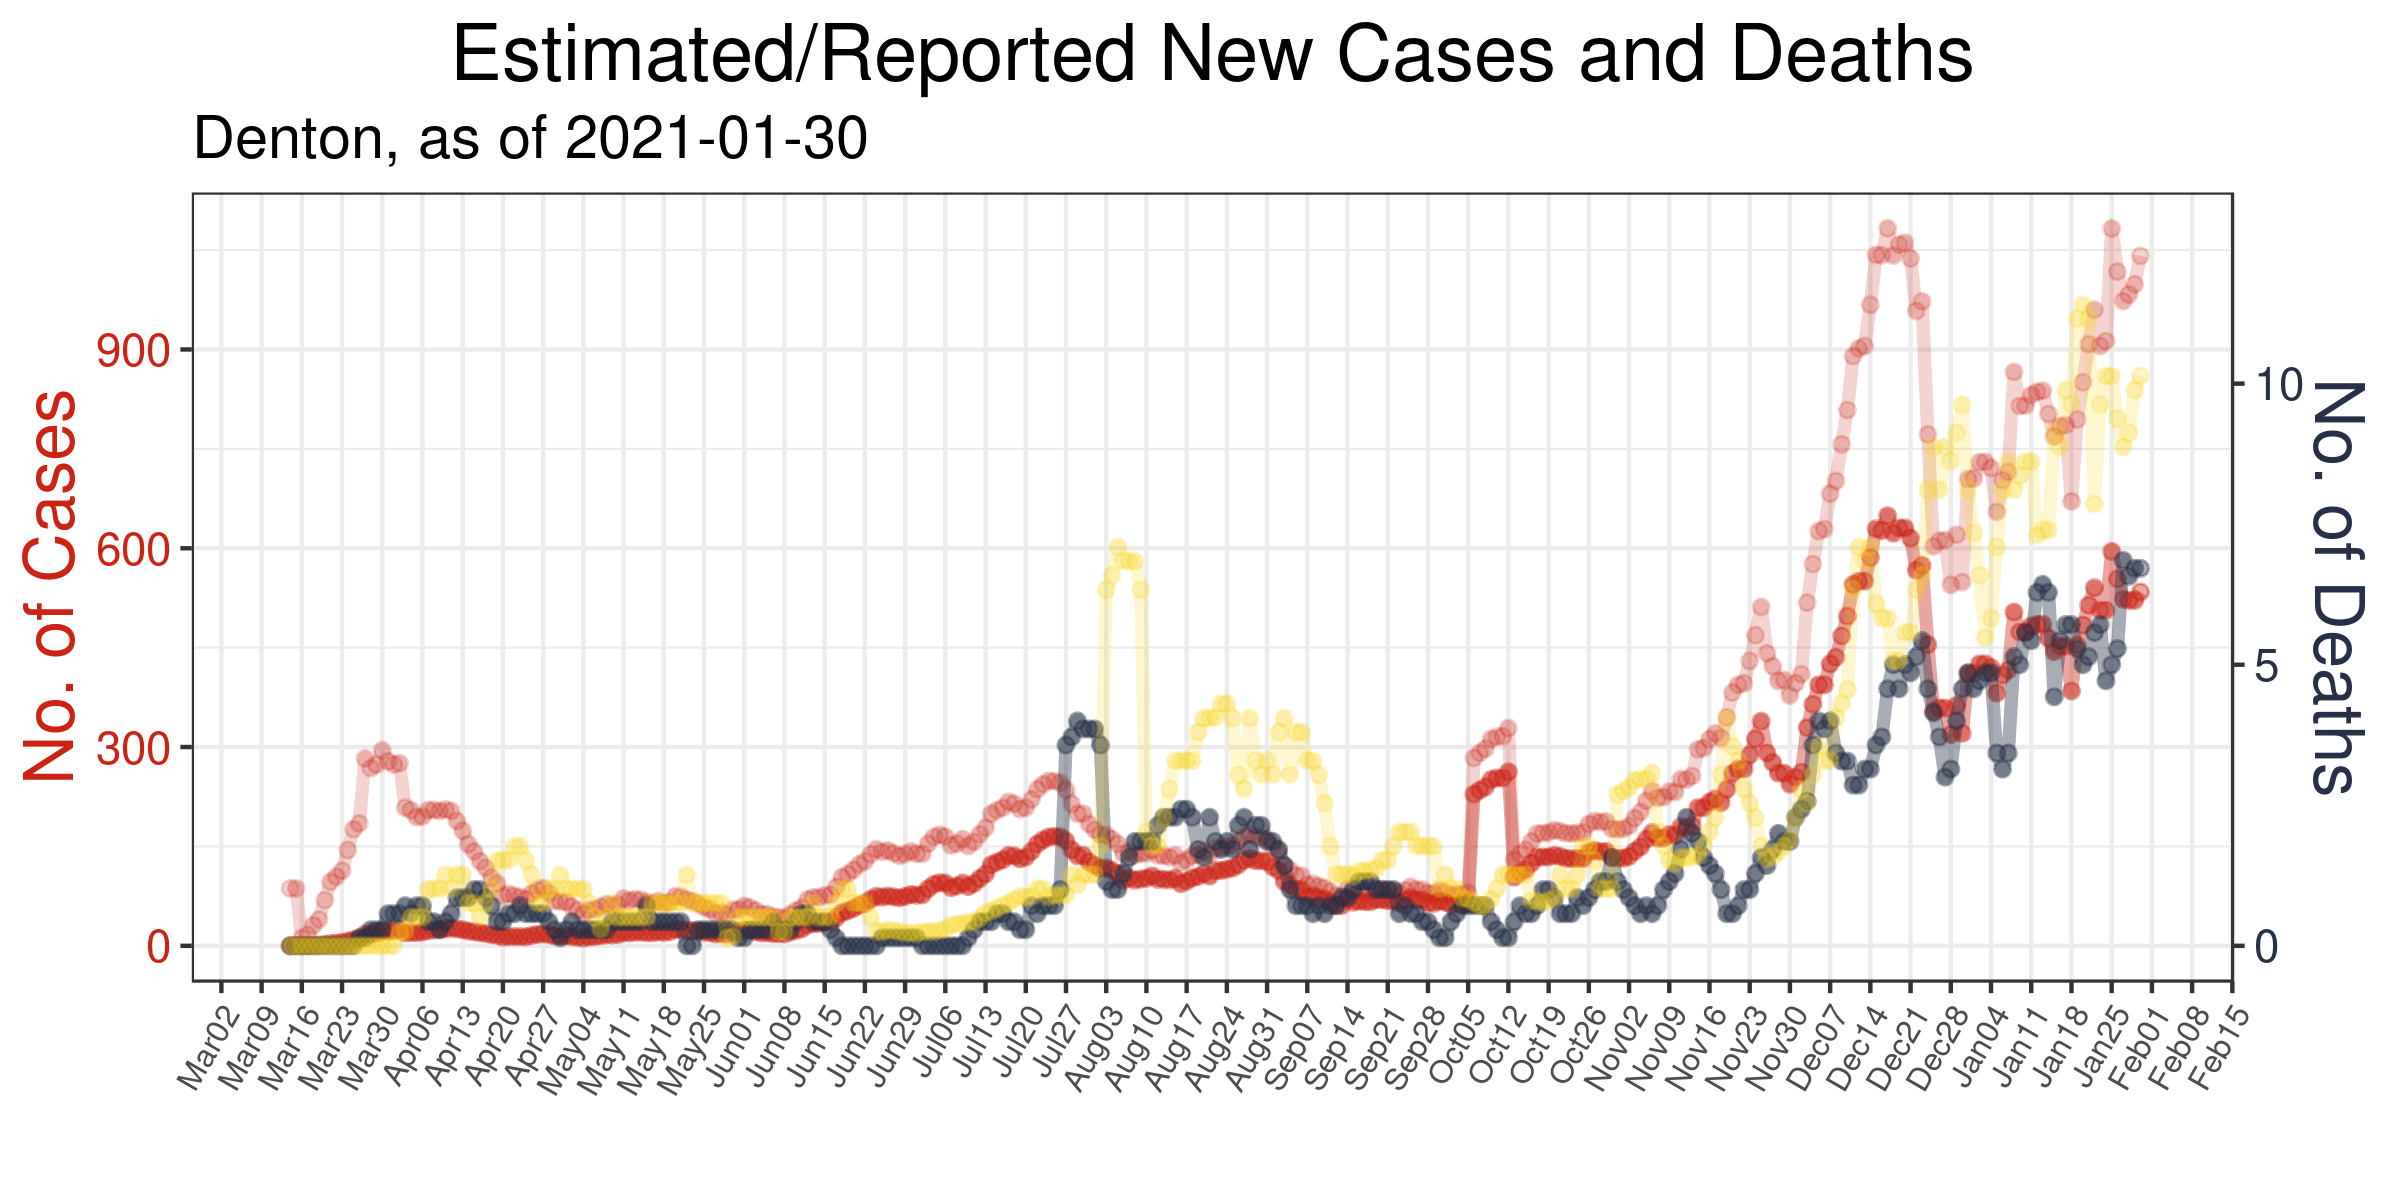 Estimated/Reported New Cases and Deaths
Denton, as of 2021-01-30
No. of Cases
900
600
300
0
10
5
0
No. of Deaths
Mar02
Mar09
Mar16
Mar23
Mar30
Apr06
Apr13
Apr20
Apr27
May04
May11
May18
May25
Jun01
Jun08
Jun15
Jun22
Jun29
Jul06
Jul13
Jul20
Jul27
Aug03
Aug10
Aug17
Aug24
Aug31
Sep07
Sep14
Sep21
Sep28
Oct05
Oct12
Oct19
Oct26
Nov02
Nov09
Nov16
Nov23
Nov30
Dec07
Dec14
Dec21
Dec28
Jan04
Jan11
Jan18
Jan25
Feb01
Feb08
Feb15